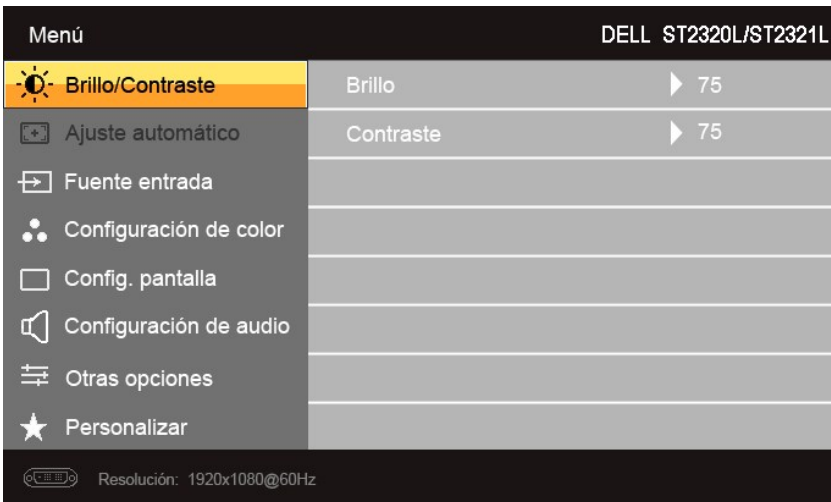 Menú DELL ST2320L/ST2321L
Brillo/Contraste Brillo 75
Ajuste automático Contraste 75
Fuente entrada
Configuración de color
Config. pantalla
Configuración de audio
Otras opciones
Personalizar
Resolución: 1920x1080@60Hz